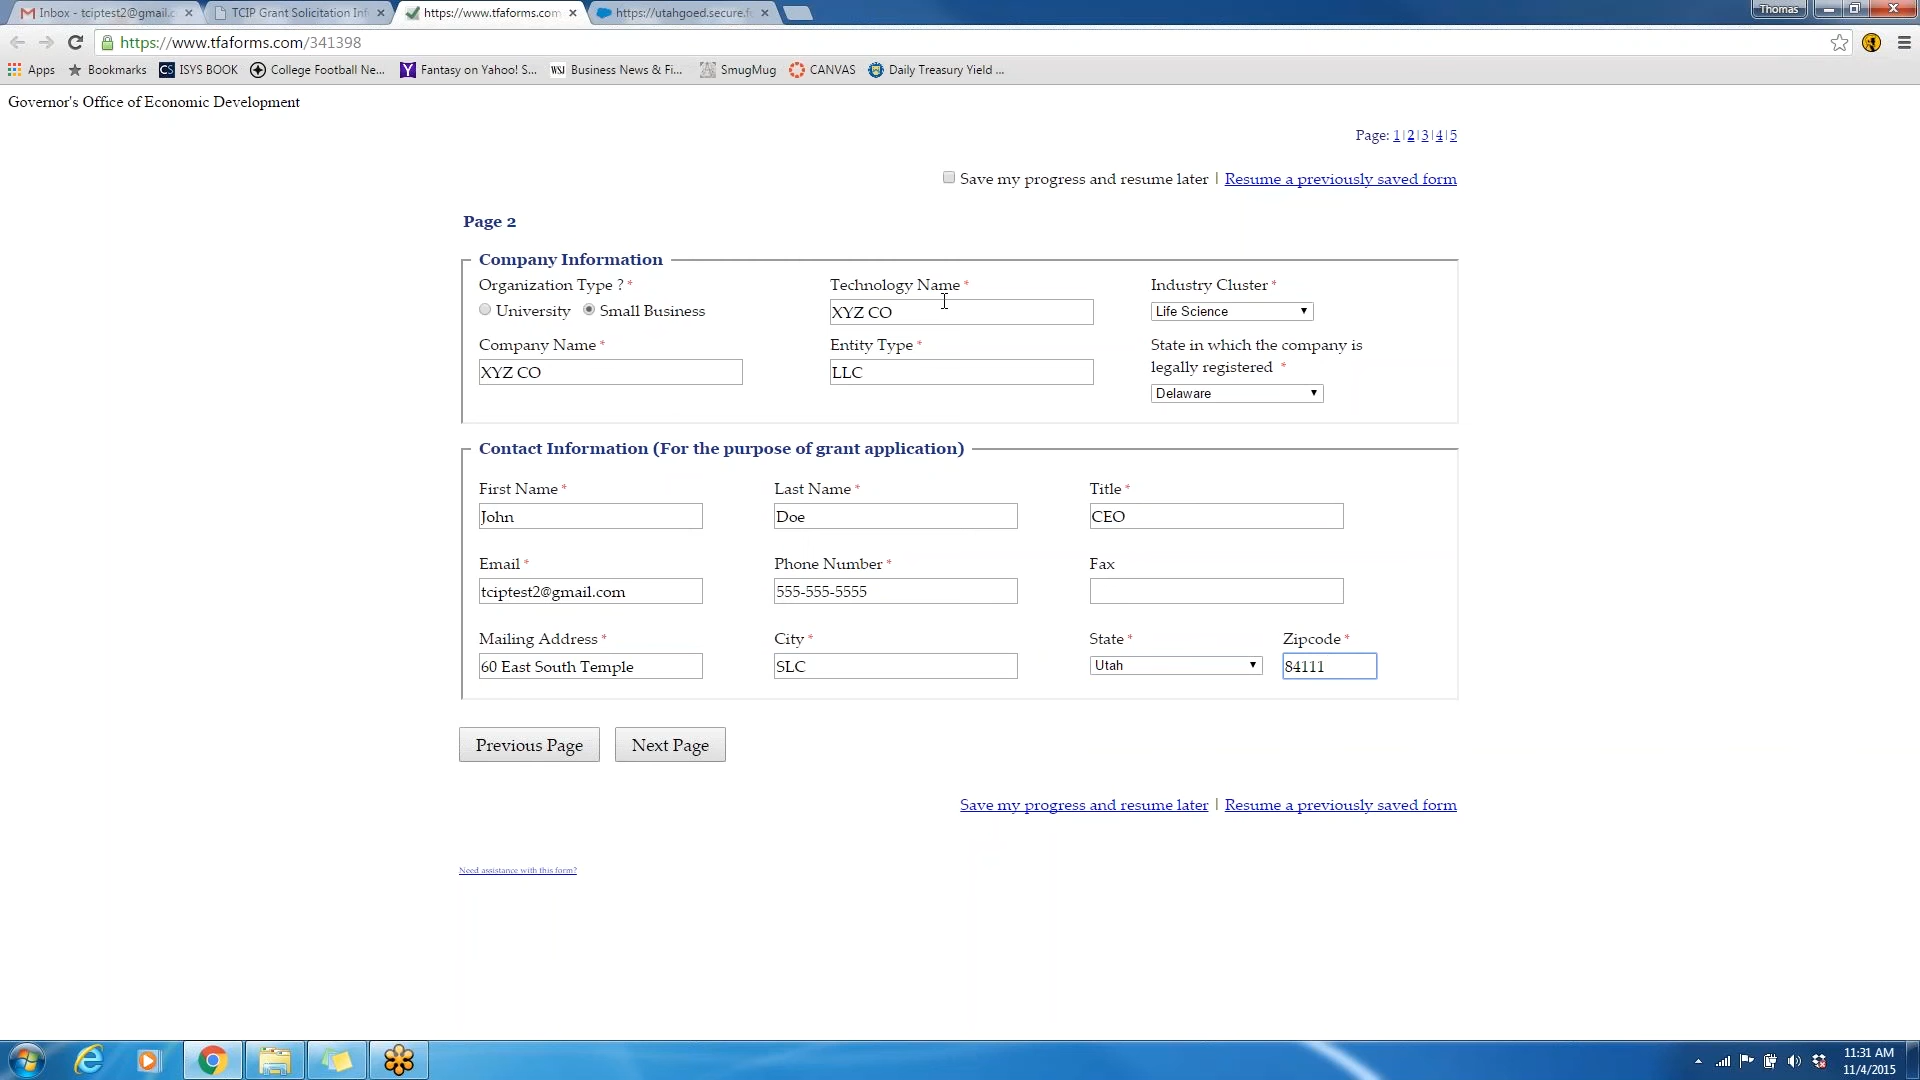 Inbox - tciptest2@gmail.c
TCIP Grant Solicitation Inf
https://www.tfaforms.com
https://utahgoed.secure.fo
Thomas
https://www.tfaforms.com/341398
Apps Bookmarks CS ISYS BOOK College Football Ne... Y Fantasy on Yahoo! S... WSJ Business News & Fi... SmugMug CANVAS Daily Treasury Yield ...
Governor's Office of Economic Development
Page: 1|2|3|4|5
Save my progress and resume later | Resume a previously saved form
Page 2
Company Information
Organization Type ? * Technology Name * Industry Cluster *
University Small Business XYZ CO Life Science
Company Name * Entity Type * State in which the company is
legally registered *
XYZ CO LLC Delaware
Contact Information (For the purpose of grant application)
First Name * Last Name * Title *
John Doe CEO
Email * Phone Number * Fax
tciptest2@gmail.com 555-555-5555
Mailing Address * City * State * Zipcode *
60 East South Temple SLC Utah 84111
Previous Page Next Page
Save my progress and resume later | Resume a previously saved form
Need assistance with this form?
11:31 AM
11/4/2015